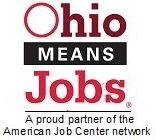 Ohio
MEANS
Jobs®
A proud partner of the
American Job Center network